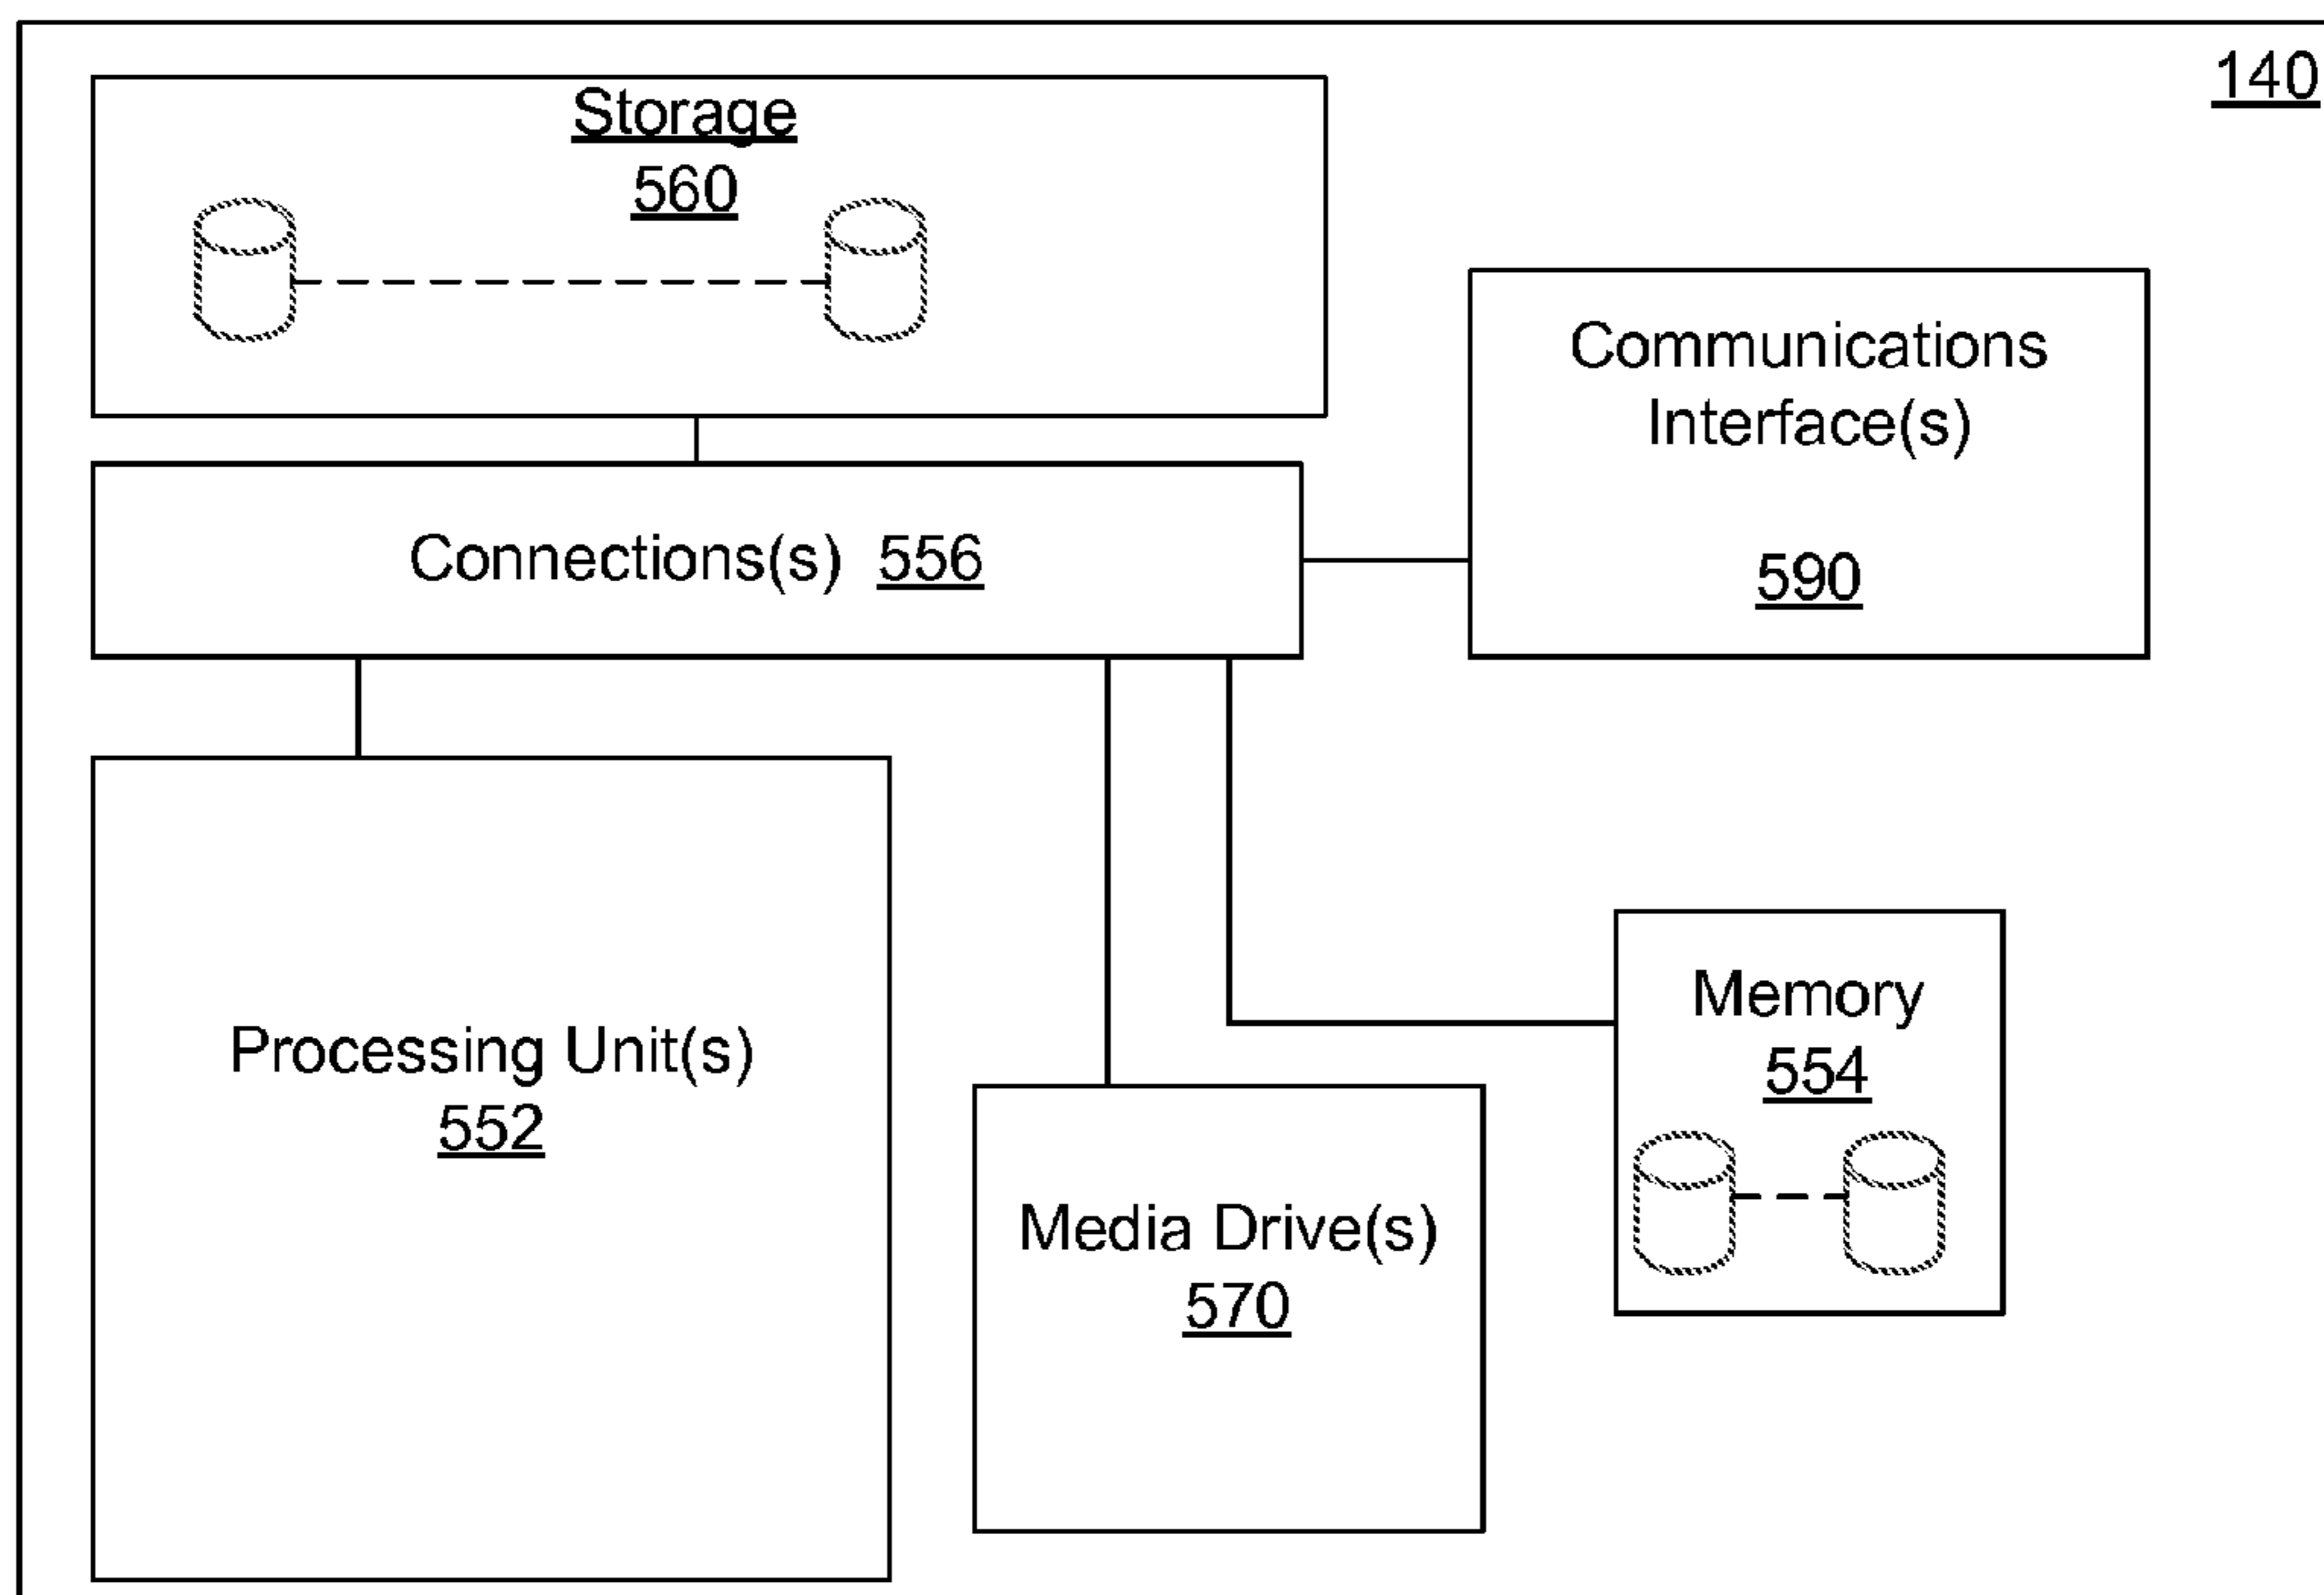 140
Storage
560
Communications
Interface(s)
590
Connections(s) 556
Processing Unit(s)
552
Memory
554
Media Drive(s)
570